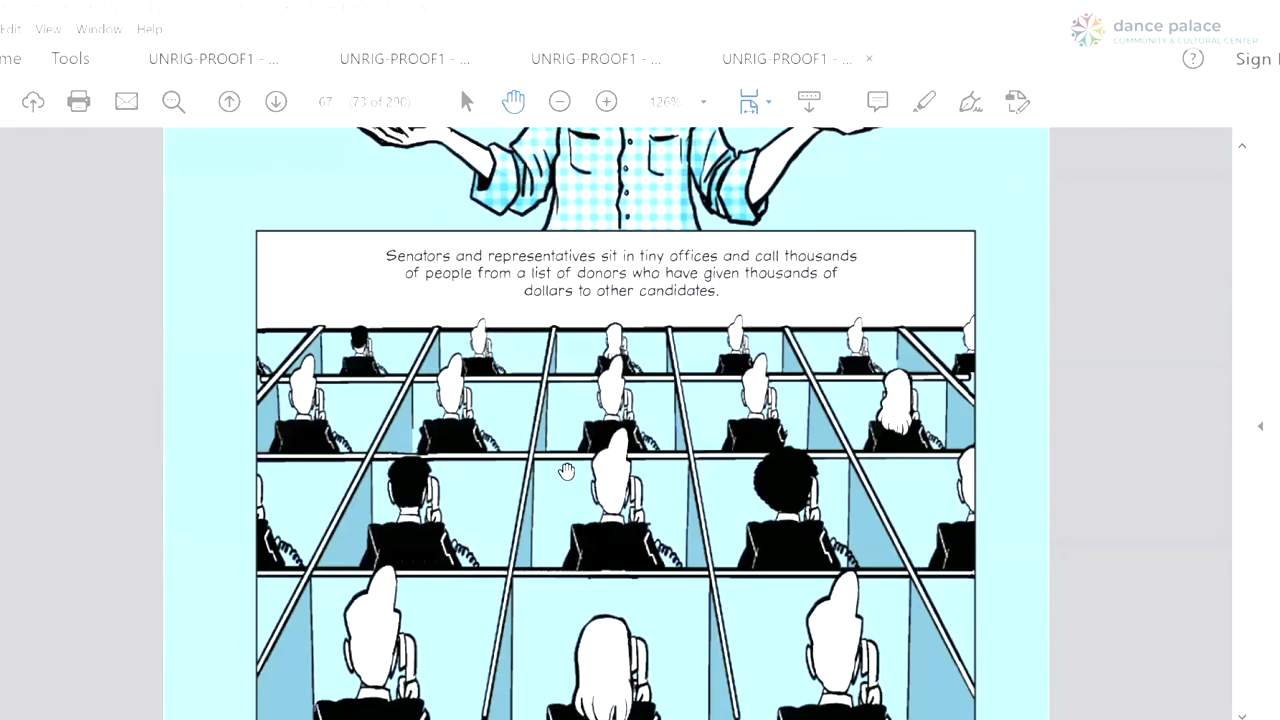 Edit View Window Help
dance palace
COMMUNITY & CULTURAL CENTER
me Tools UNRIG-PROOF1 - ... UNRIG-PROOF1 - ... UNRIG-PROOF1 - ... UNRIG-PROOF1 - ... × ? Sign
67 (73 of 290) 126%
Senators and representatives sit in tiny offices and call thousands
of people from a list of donors who have given thousands of
dollars to other candidates.